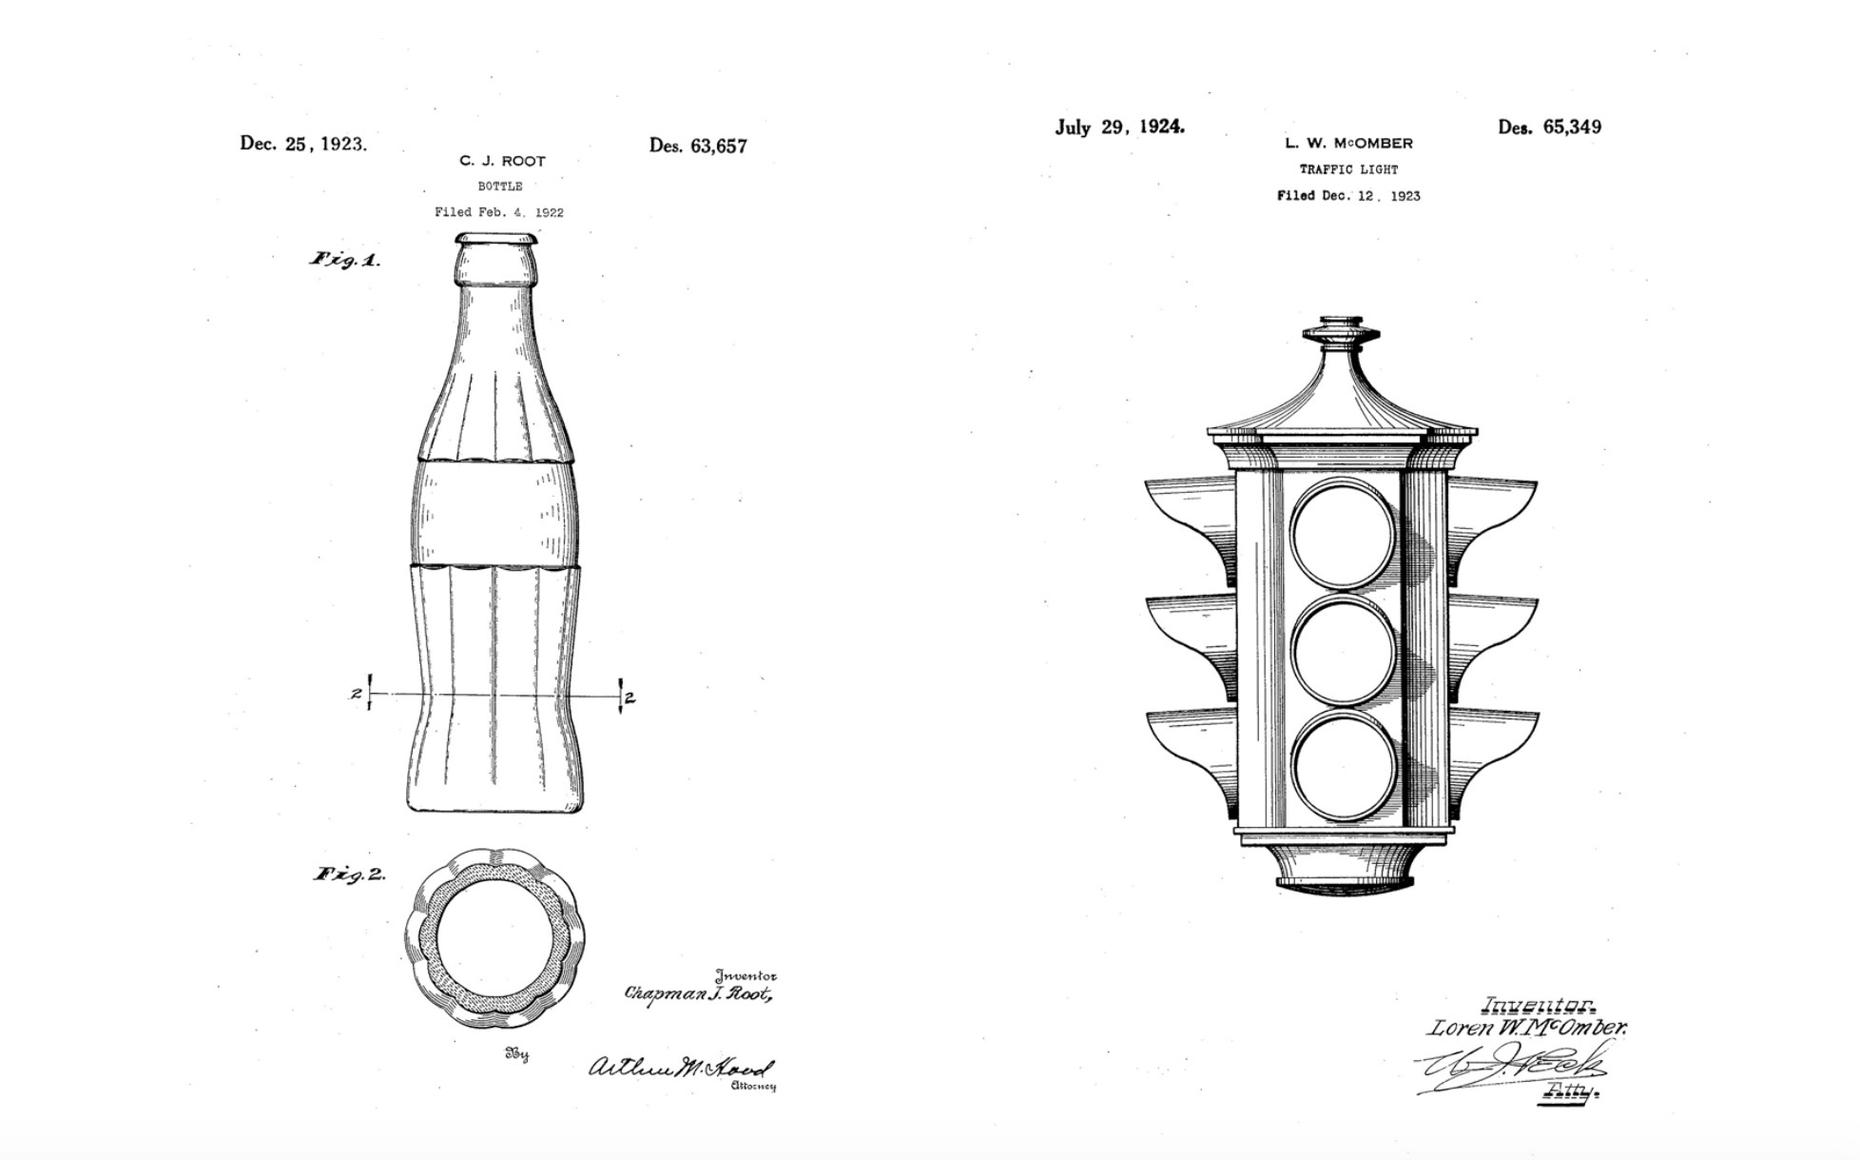 Dec. 25, 1923.
Des. 63,657
C. J. ROOT
BOTTLE
Filed Feb. 4, 1922
Fig. 1.
2
2
Fig. 2.
Inventor
Chapman J. Root,
By
Arthur M. Hood
Attorney
July 29, 1924.
Des. 65,349
L. W. McOMBER
TRAFFIC LIGHT
Filed Dec. 12, 1923
Inventor.
Loren W. McOmber.
Atty.